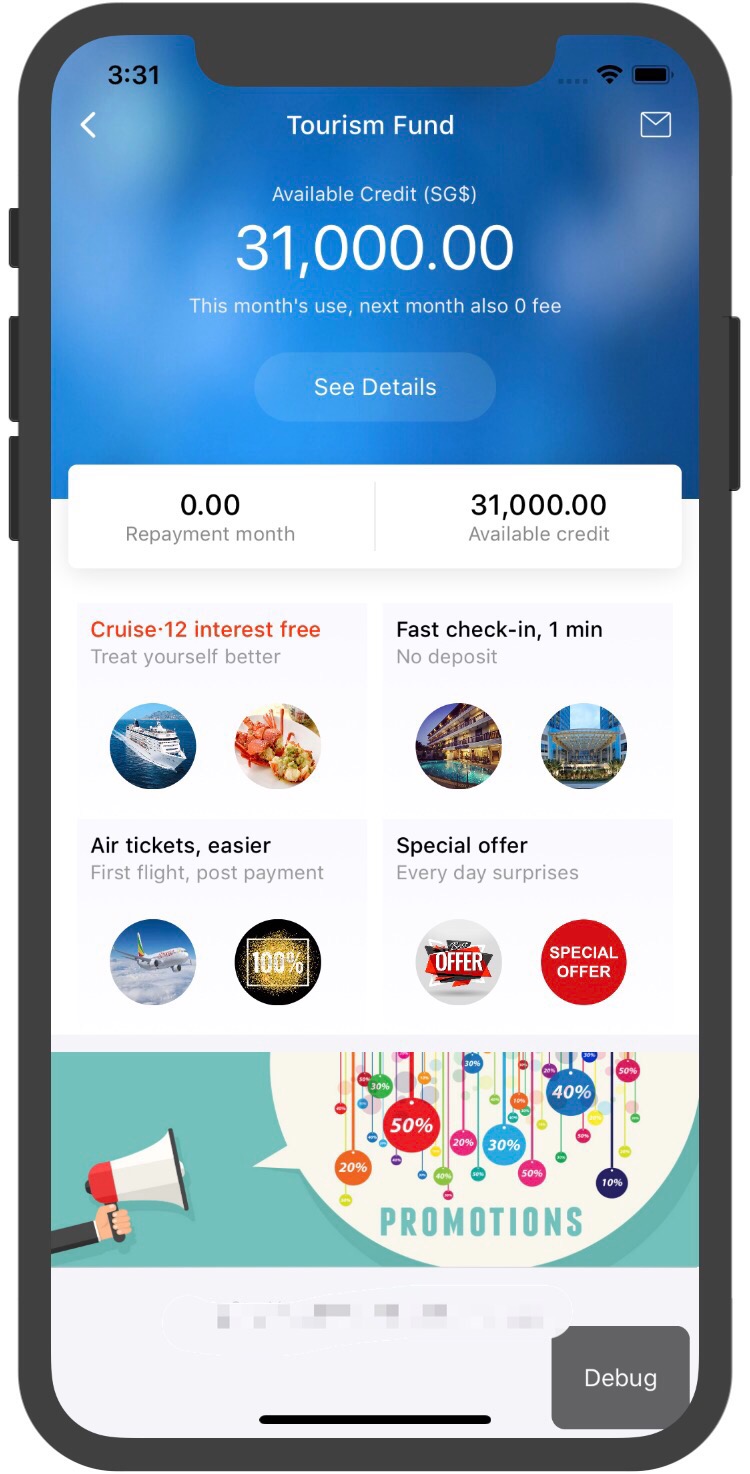 3:31
Tourism Fund
Available Credit (SG$)
31,000.00
This month's use, next month also 0 fee
See Details
0.00
Repayment month
31,000.00
Available credit
Cruise·12 interest free
Treat yourself better
Fast check-in, 1 min
No deposit
Air tickets, easier
First flight, post payment
Special offer
Every day surprises
100%
Best
OFFER
SPECIAL
OFFER
30%
50%
30%
20%
40%
10%
50%
20%
30%
20%
40%
50%
10%
PROMOTIONS
Debug